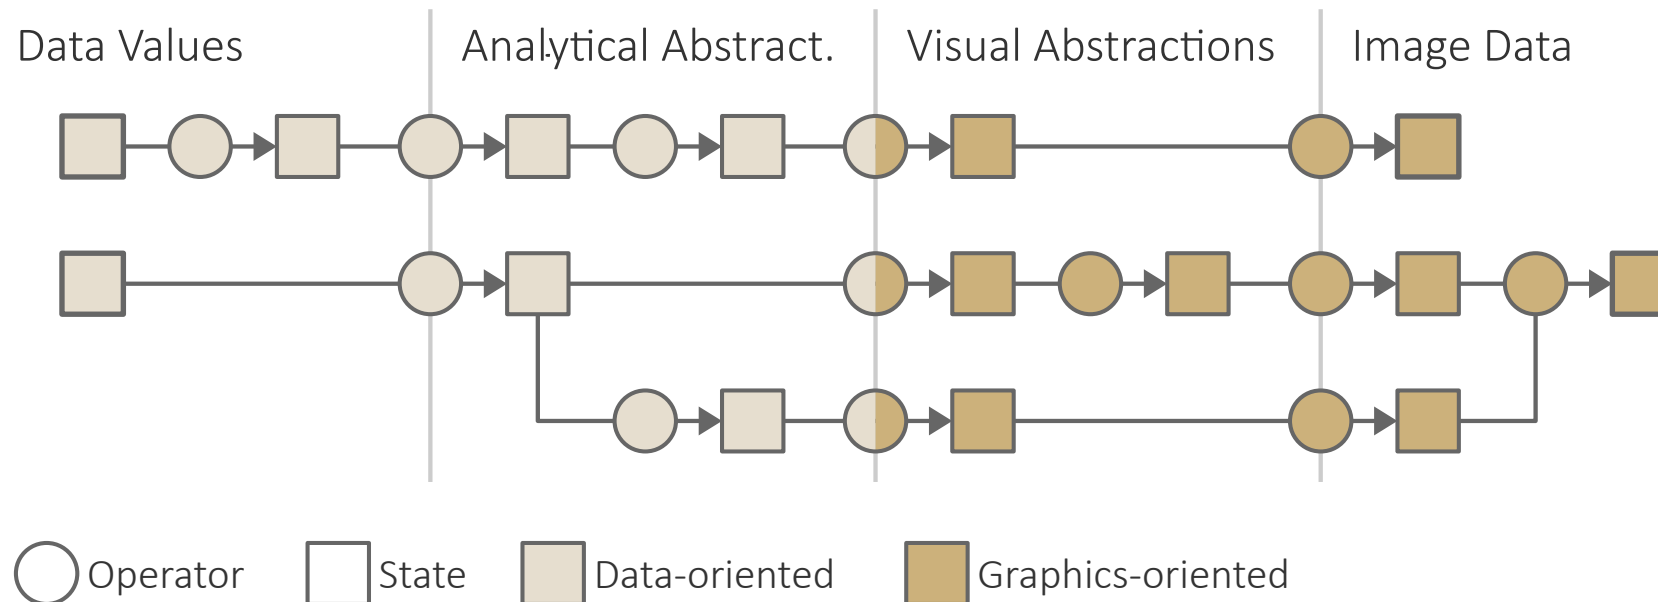 Data Values
Analytical Abstract.
Visual Abstractions
Image Data
Operator
State
Data-oriented
Graphics-oriented